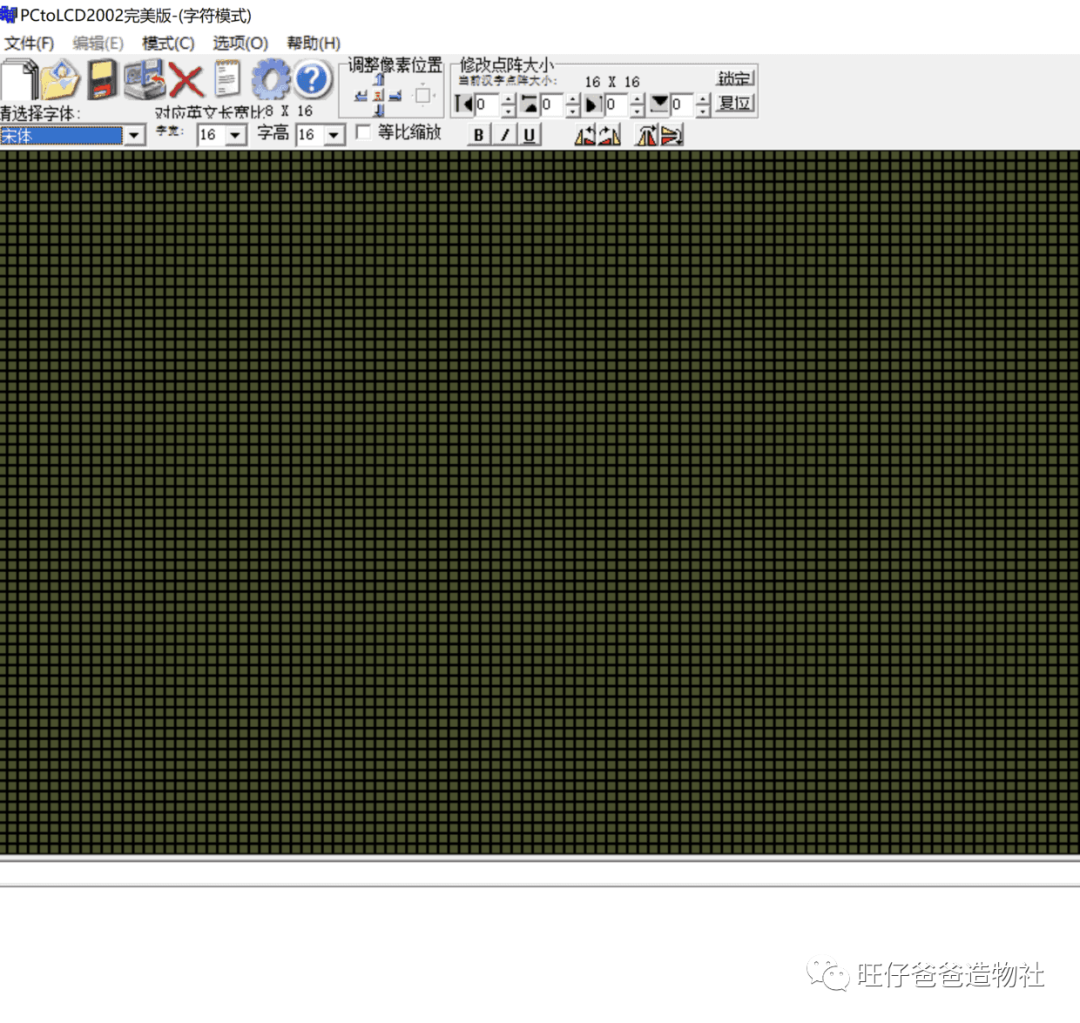 PCtoLCD2002完美版-(字符模式)
文件(F) 编辑(E) 模式(C) 选项(O) 帮助(H)
调整像素位置 修改点阵大小
当前汉字点阵大小: 16 X 16 锁定
0 0 0 0 复位
请选择字体: 对应英文长宽比8 X 16
宋体 字宽: 16 字高 16 等比缩放 B I U
旺仔爸爸造物社